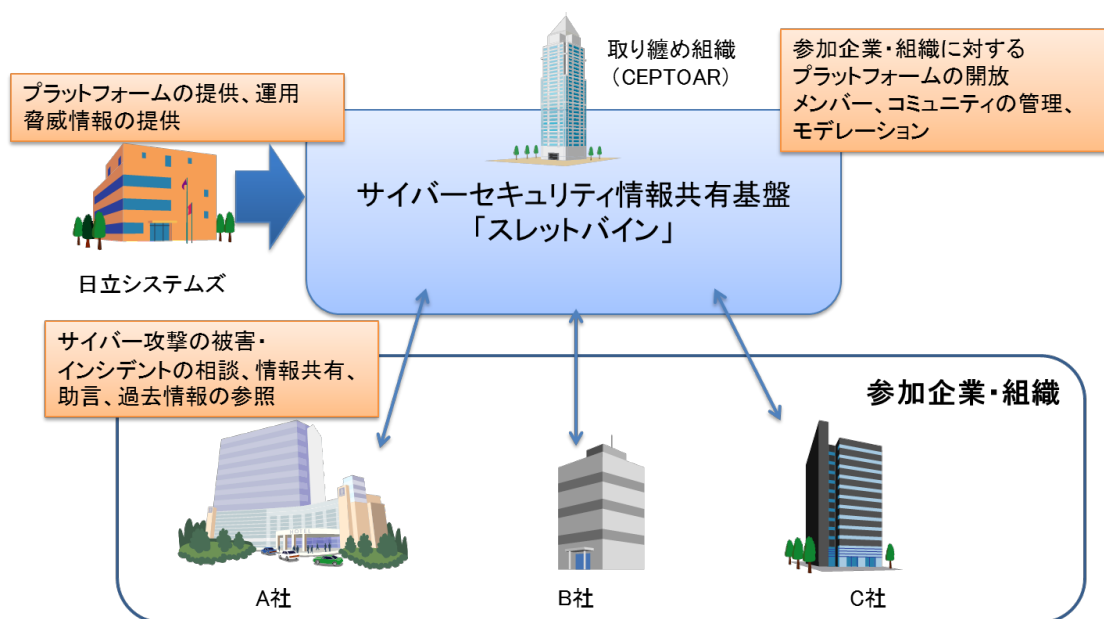 取り纏め組織
（CEPTOAR）
参加企業・組織に対する
プラットフォームの開放
メンバー、コミュニティの管理、
モデレーション
プラットフォームの提供、運用
脅威情報の提供
サイバーセキュリティ情報共有基盤
「スレットバイン」
日立システムズ
サイバー攻撃の被害・
インシデントの相談、情報共有、
助言、過去情報の参照
参加企業・組織
A社
B社
C社